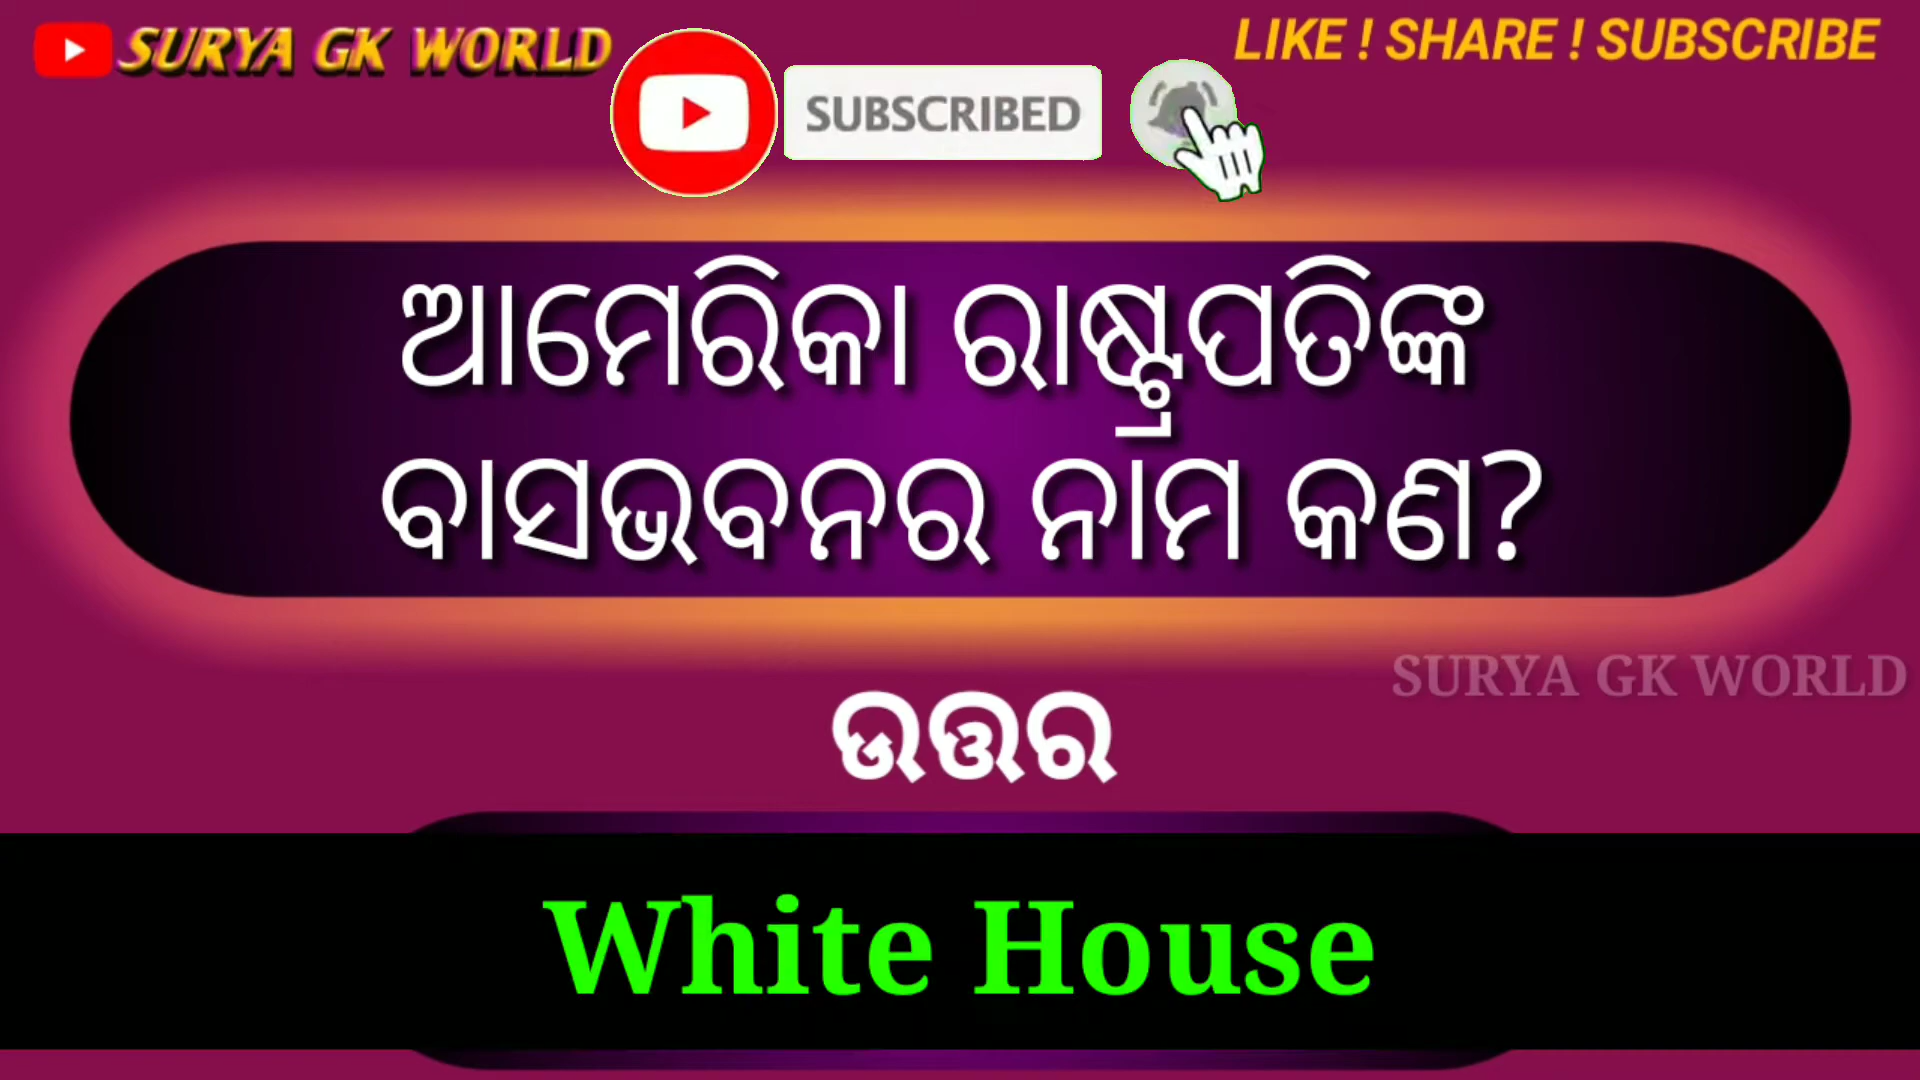 SURYA GK WORLD
LIKE ! SHARE ! SUBSCRIBE
SUBSCRIBED
ଆମେରିକା ରାଷ୍ଟ୍ରପତିଙ୍କ
ବାସଭବନର ନାମ କଣ?
SURYA GK WORLD
ଉତ୍ତର
White House